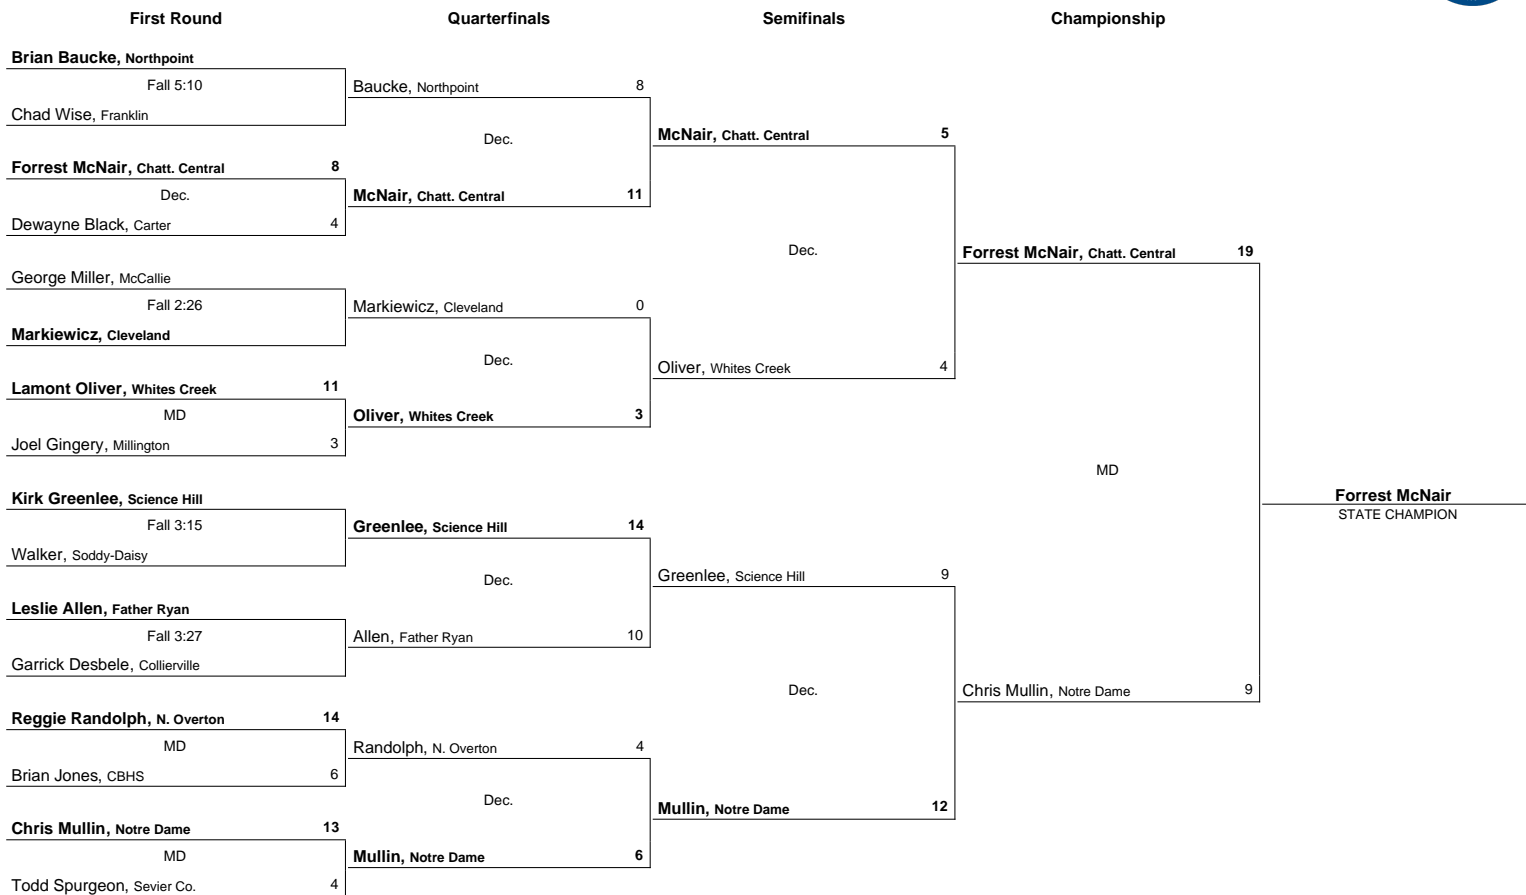 First Round Quarterfinals Semifinals Championship
Brian Baucke, Northpoint
Fall 5:10
Chad Wise, Franklin
Forrest McNair, Chatt. Central 8
Dec.
Dewayne Black, Carter 4
George Miller, McCallie
Fall 2:26
Markiewicz, Cleveland
Lamont Oliver, Whites Creek 11
MD
Joel Gingery, Millington 3
Kirk Greenlee, Science Hill
Fall 3:15
Walker, Soddy-Daisy
Leslie Allen, Father Ryan
Fall 3:27
Garrick Desbele, Collierville
Reggie Randolph, N. Overton 14
MD
Brian Jones, CBHS 6
Chris Mullin, Notre Dame 13
MD
Todd Spurgeon, Sevier Co. 4
Baucke, Northpoint 8
Dec.
McNair, Chatt. Central 11
Markiewicz, Cleveland 0
Dec.
Oliver, Whites Creek 3
Greenlee, Science Hill 14
Dec.
Allen, Father Ryan 10
Randolph, N. Overton 4
Dec.
Mullin, Notre Dame 6
McNair, Chatt. Central 5
Dec.
Oliver, Whites Creek 4
Greenlee, Science Hill 9
Dec.
Mullin, Notre Dame 12
Forrest McNair, Chatt. Central 19
MD
Chris Mullin, Notre Dame 9
Forrest McNair
STATE CHAMPION